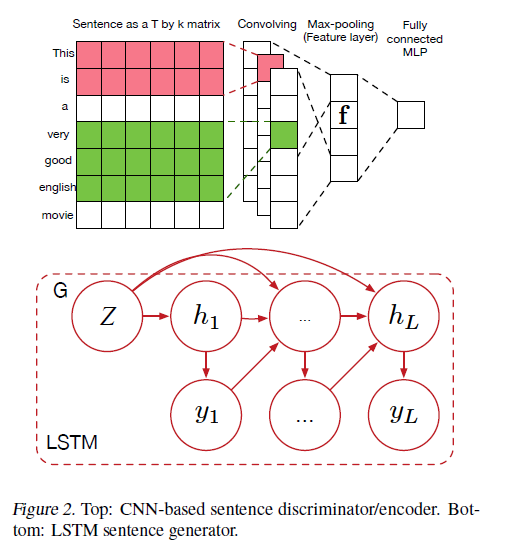 Sentence as a T by k matrix Convolving Max-pooling Fully
(Feature layer) connected
MLP
This
is
a
very
good
english
movie
f
G
Z h1 ... hL
y1 ... yL
LSTM
Figure 2. Top: CNN-based sentence discriminator/encoder. Bot-
tom: LSTM sentence generator.